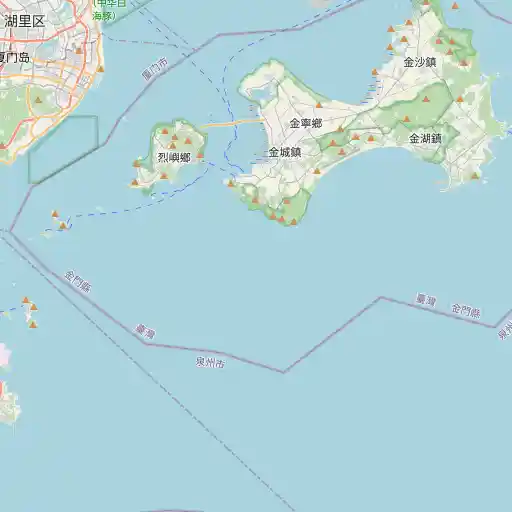 (中华白
海豚)
湖里区
厦门岛
厦门市
金沙鎮
金寧鄉
金湖鎮
金城鎮
烈嶼鄉
金門縣
臺灣
臺灣
金門縣
泉州市
泉州